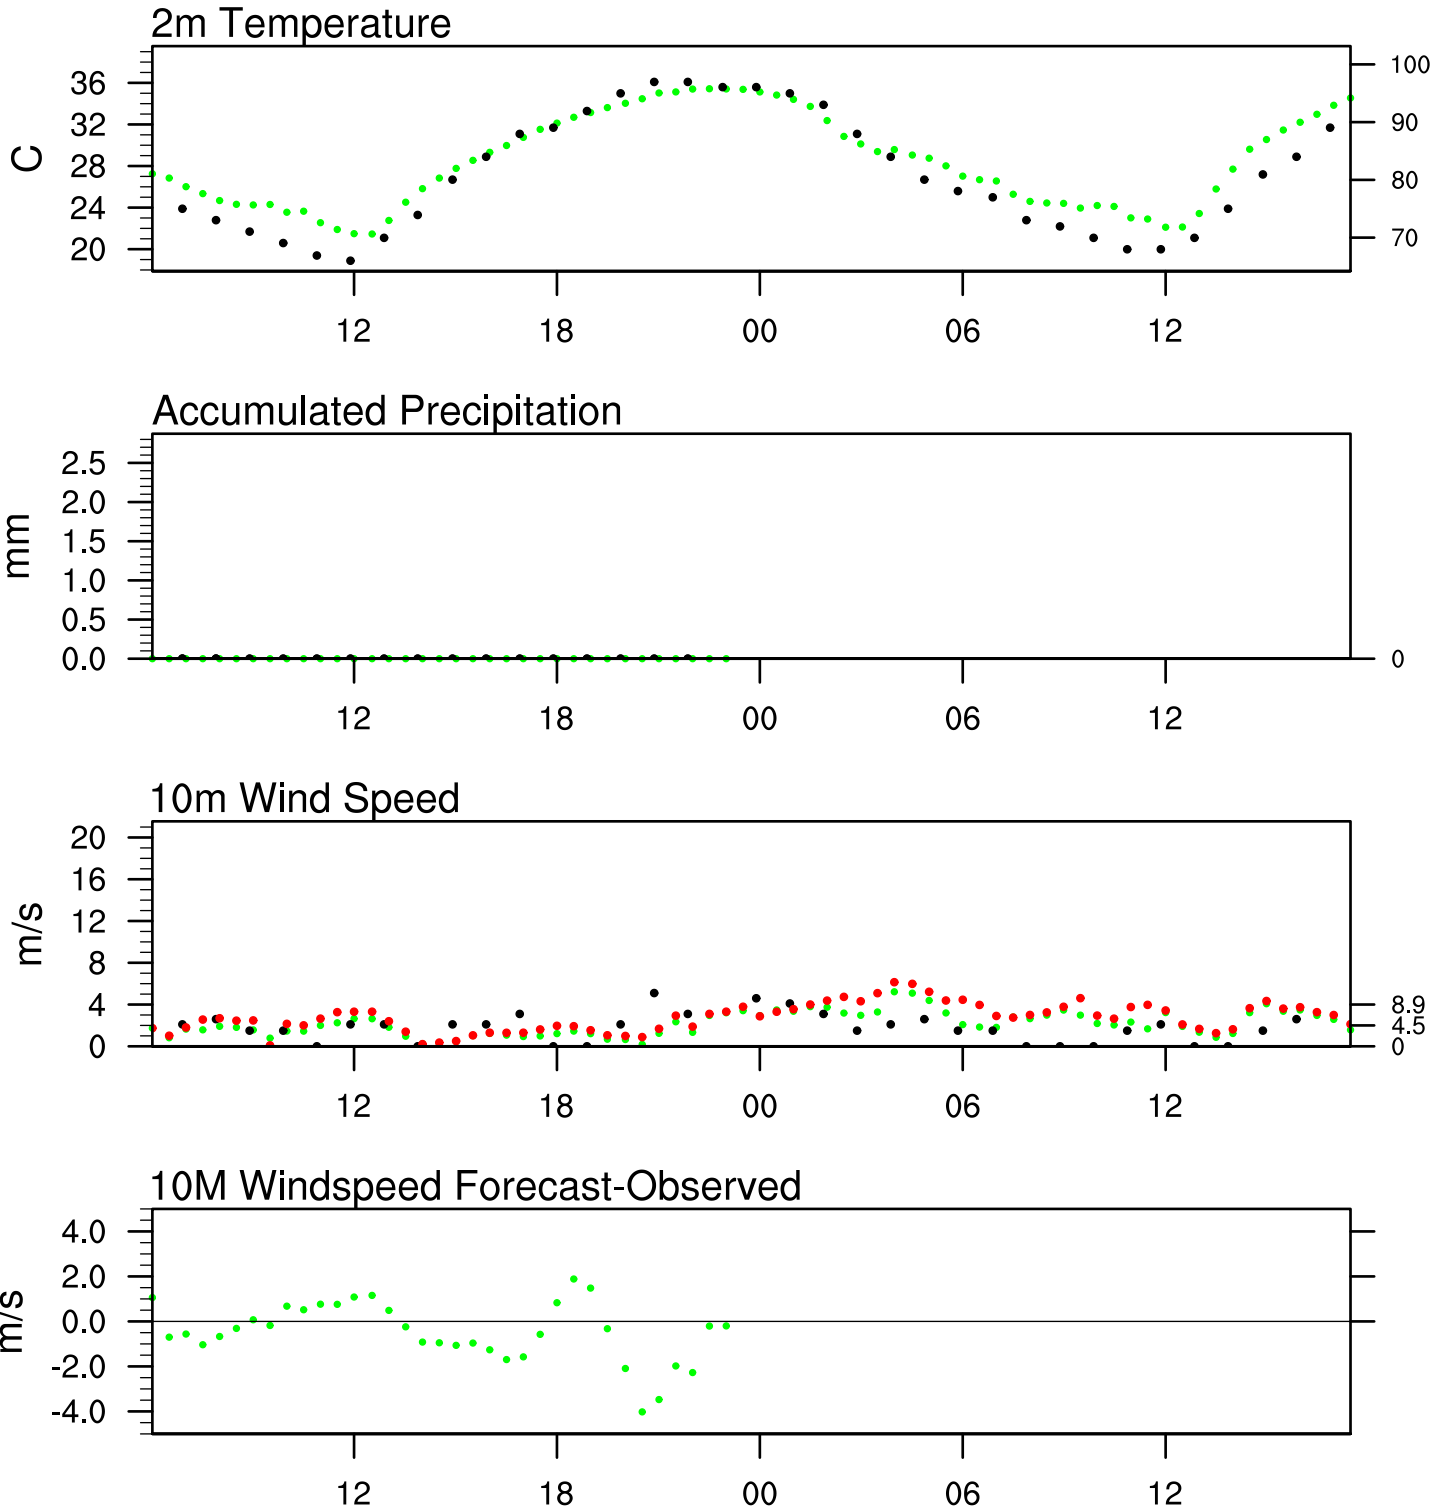 2m Temperature
C
36
32
28
24
20
100
90
80
70
12 18 00 06 12
Accumulated Precipitation
mm
2.5
2.0
1.5
1.0
0.5
0.0
0
12 18 00 06 12
10m Wind Speed
m/s
20
16
12
8
4
0
8.9
4.5
0
12 18 00 06 12
10M Windspeed Forecast-Observed
m/s
4.0
2.0
0.0
-2.0
-4.0
12 18 00 06 12